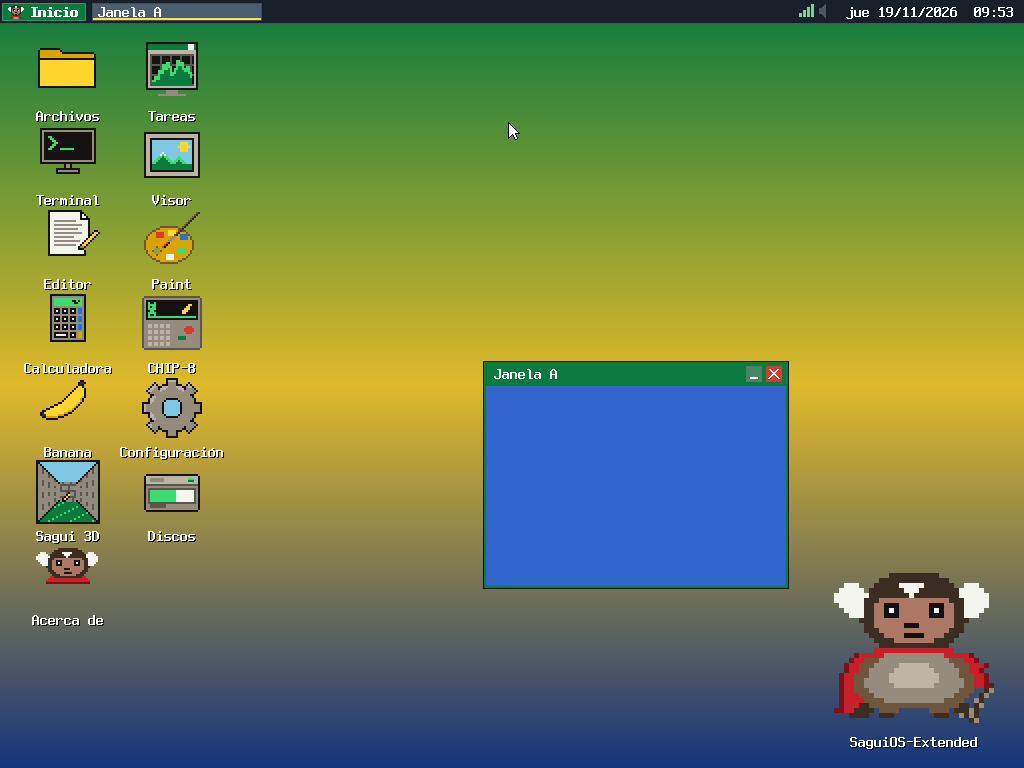 Inicio
Janela A
jue 19/11/2026 09:53
Archivos
Tareas
Terminal
Visor
Editor
Paint
Calculadora
CHIP-8
Banana
Configuración
Sagui 3D
Discos
Acerca de
Janela A
SaguiOS-Extended